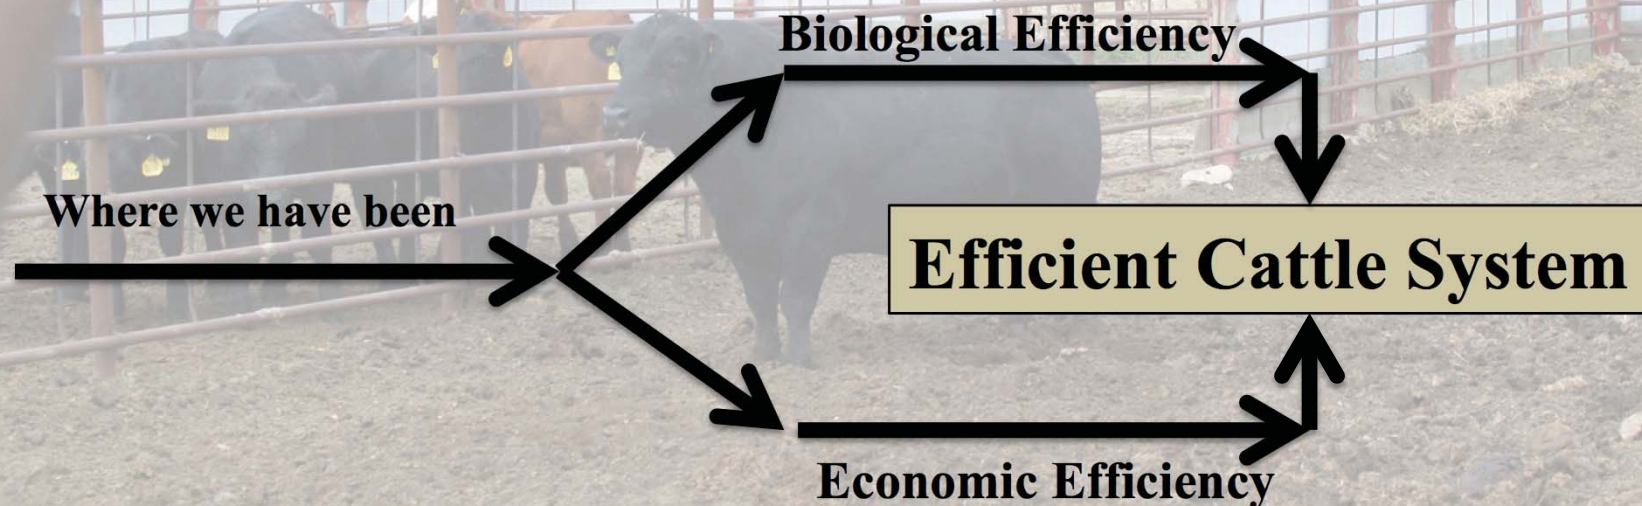 Biological Efficiency
Where we have been
Efficient Cattle System
Economic Efficiency